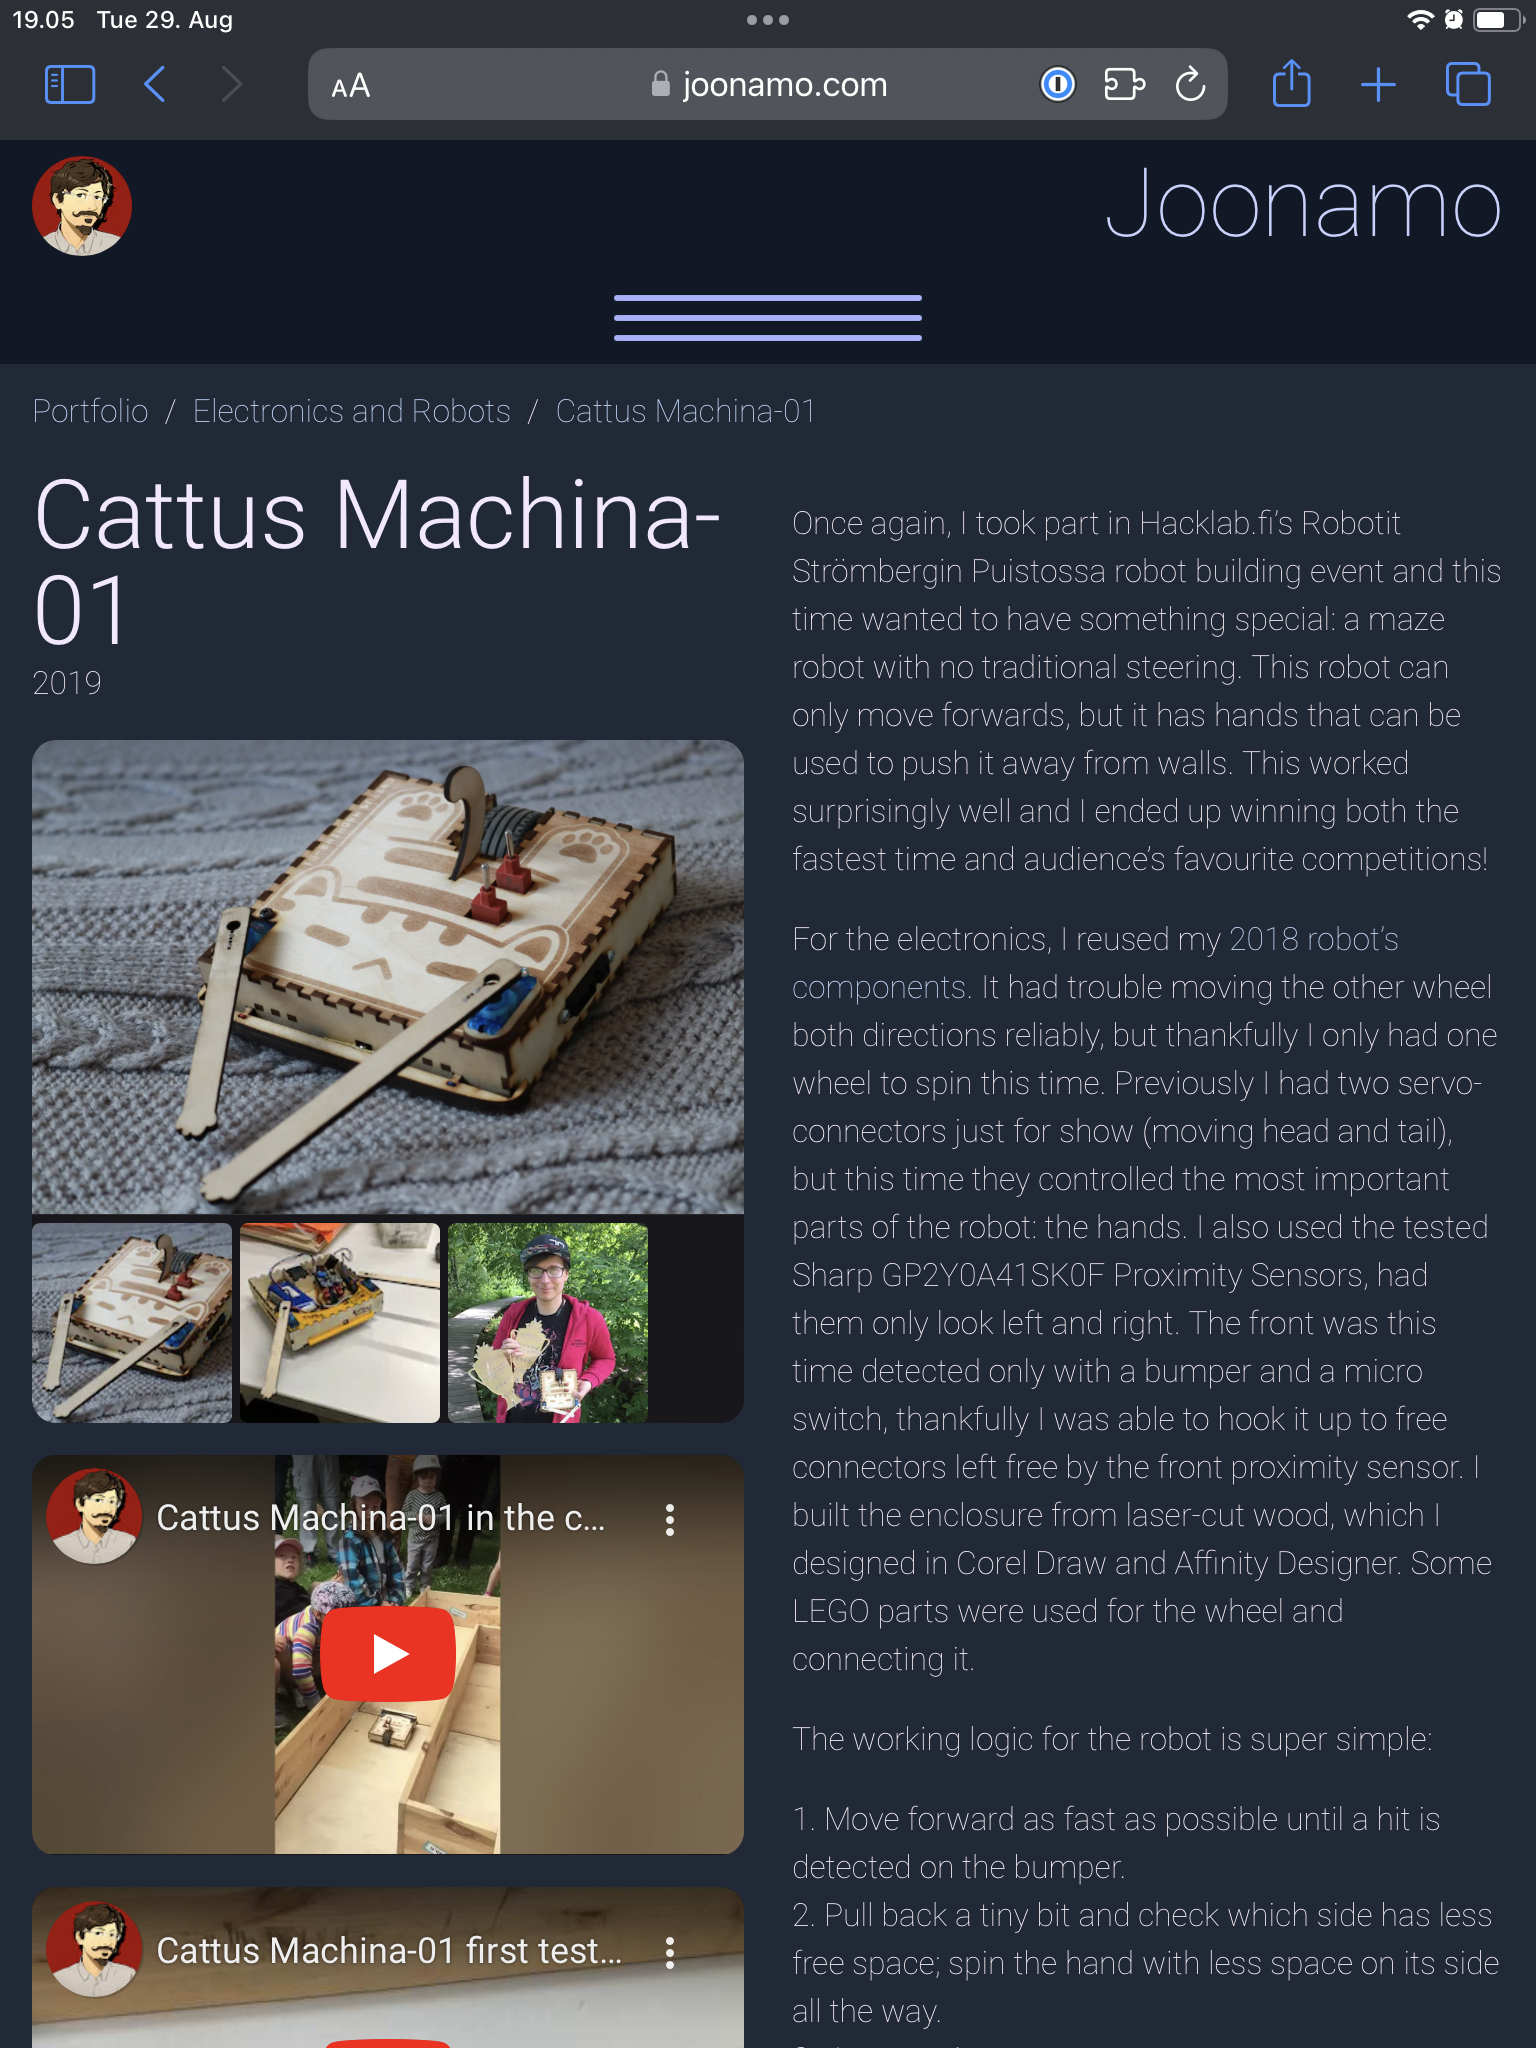 19.05 Tue 29. Aug
AA
joonamo.com
Joonamo
Portfolio / Electronics and Robots / Cattus Machina-01
Cattus Machina-
01
2019
Cattus Machina-01 in the c...
Cattus Machina-01 first test...
Once again, I took part in Hacklab.fi’s Robotit
Strömbergin Puistossa robot building event and this
time wanted to have something special: a maze
robot with no traditional steering. This robot can
only move forwards, but it has hands that can be
used to push it away from walls. This worked
surprisingly well and I ended up winning both the
fastest time and audience’s favourite competitions!
For the electronics, I reused my 2018 robot’s
components. It had trouble moving the other wheel
both directions reliably, but thankfully I only had one
wheel to spin this time. Previously I had two servo-
connectors just for show (moving head and tail),
but this time they controlled the most important
parts of the robot: the hands. I also used the tested
Sharp GP2Y0A41SK0F Proximity Sensors, had
them only look left and right. The front was this
time detected only with a bumper and a micro
switch, thankfully I was able to hook it up to free
connectors left free by the front proximity sensor. I
built the enclosure from laser-cut wood, which I
designed in Corel Draw and Affinity Designer. Some
LEGO parts were used for the wheel and
connecting it.
The working logic for the robot is super simple:
1. Move forward as fast as possible until a hit is
detected on the bumper.
2. Pull back a tiny bit and check which side has less
free space; spin the hand with less space on its side
all the way.